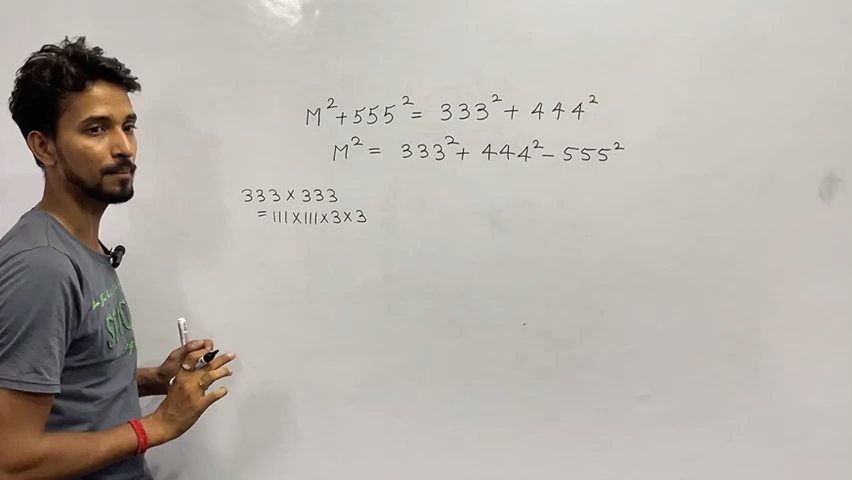 M² + 555² = 333² + 444²
M² = 333² + 444² - 555²
333 × 333
= 111 × 111 × 3 × 3